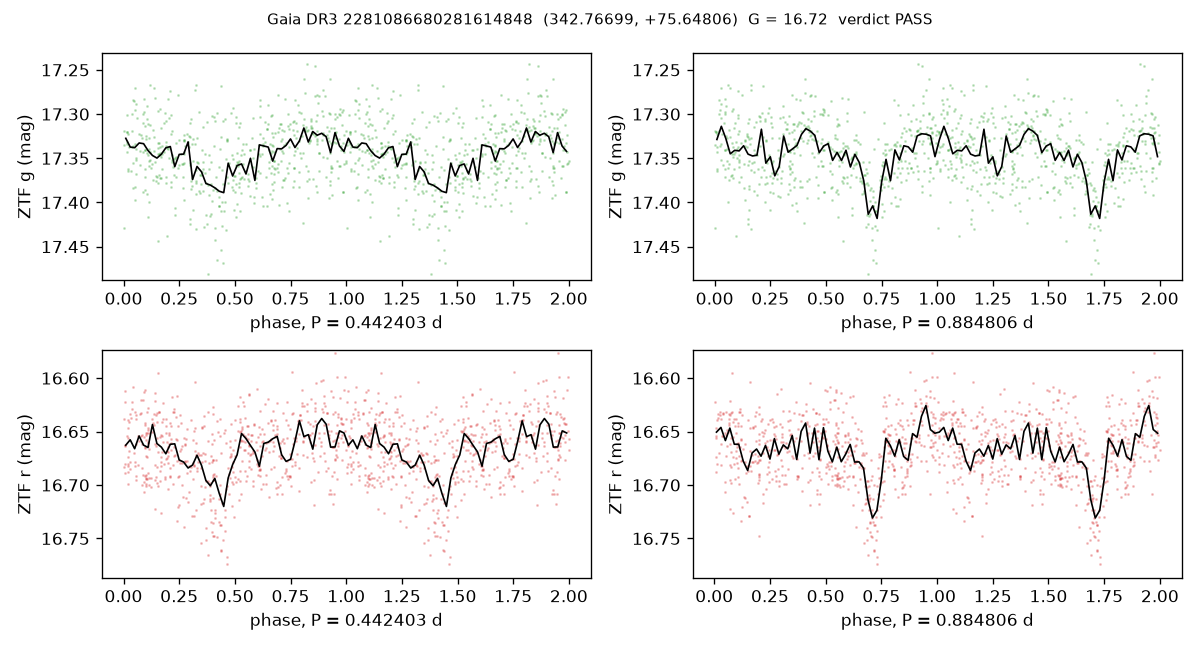 Gaia DR3 2281086680281614848  (342.76699, +75.64806)  G = 16.72  verdict PASS
ZTF g (mag)
17.25
17.30
17.35
17.40
17.45
0.00 0.25 0.50 0.75 1.00 1.25 1.50 1.75 2.00
phase, P = 0.442403 d
ZTF g (mag)
17.25
17.30
17.35
17.40
17.45
0.00 0.25 0.50 0.75 1.00 1.25 1.50 1.75 2.00
phase, P = 0.884806 d
ZTF r (mag)
16.60
16.65
16.70
16.75
0.00 0.25 0.50 0.75 1.00 1.25 1.50 1.75 2.00
phase, P = 0.442403 d
ZTF r (mag)
16.60
16.65
16.70
16.75
0.00 0.25 0.50 0.75 1.00 1.25 1.50 1.75 2.00
phase, P = 0.884806 d